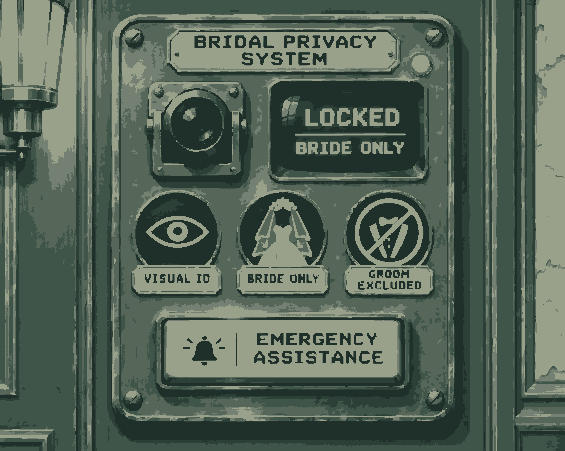 BRIDAL PRIVACY
SYSTEM
LOCKED
BRIDE ONLY
VISUAL ID
BRIDE ONLY
GROOM
EXCLUDED
EMERGENCY
ASSISTANCE